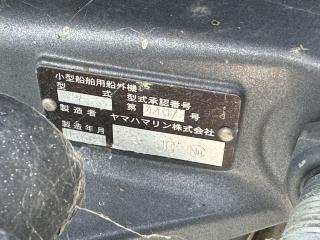 小型船舶用船外機
型 式 型式承認番号
第 4407 号
製造者 ヤマハマリン株式会社
製造年月